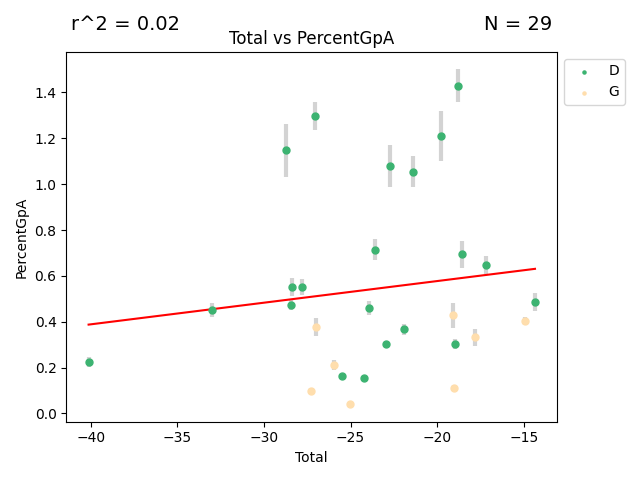 r^2 = 0.02
N = 29
Total vs PercentGpA
D
G
PercentGpA
1.4
1.2
1.0
0.8
0.6
0.4
0.2
0.0
−40
−35
−30
−25
−20
−15
Total